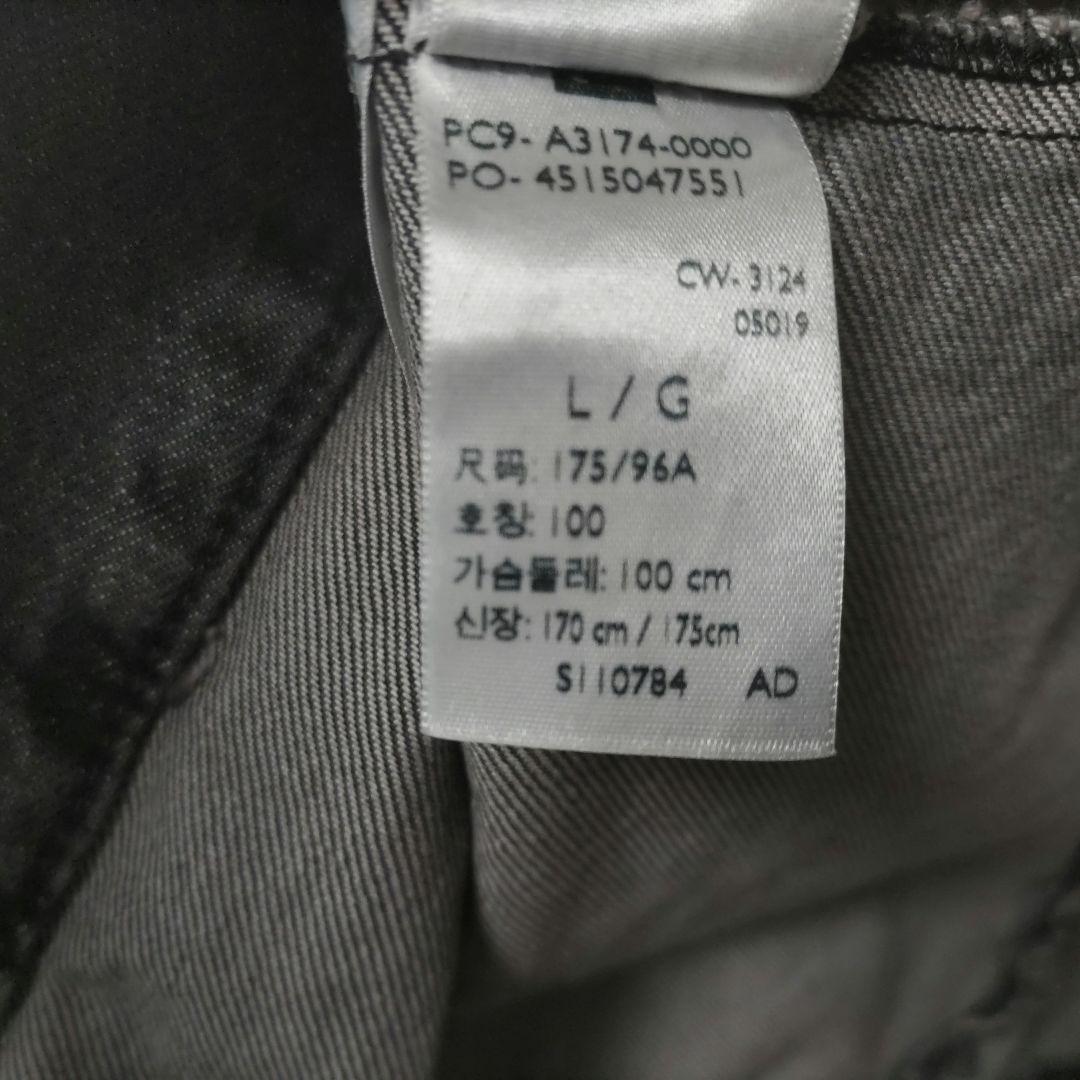 PC9- A3174-0000
PO- 4515047551
CW- 3124
05019
L / G
尺码: 175/96A
호칭: 100
가슴둘레: 100 cm
신장: 170 cm / 175cm
S110784 AD